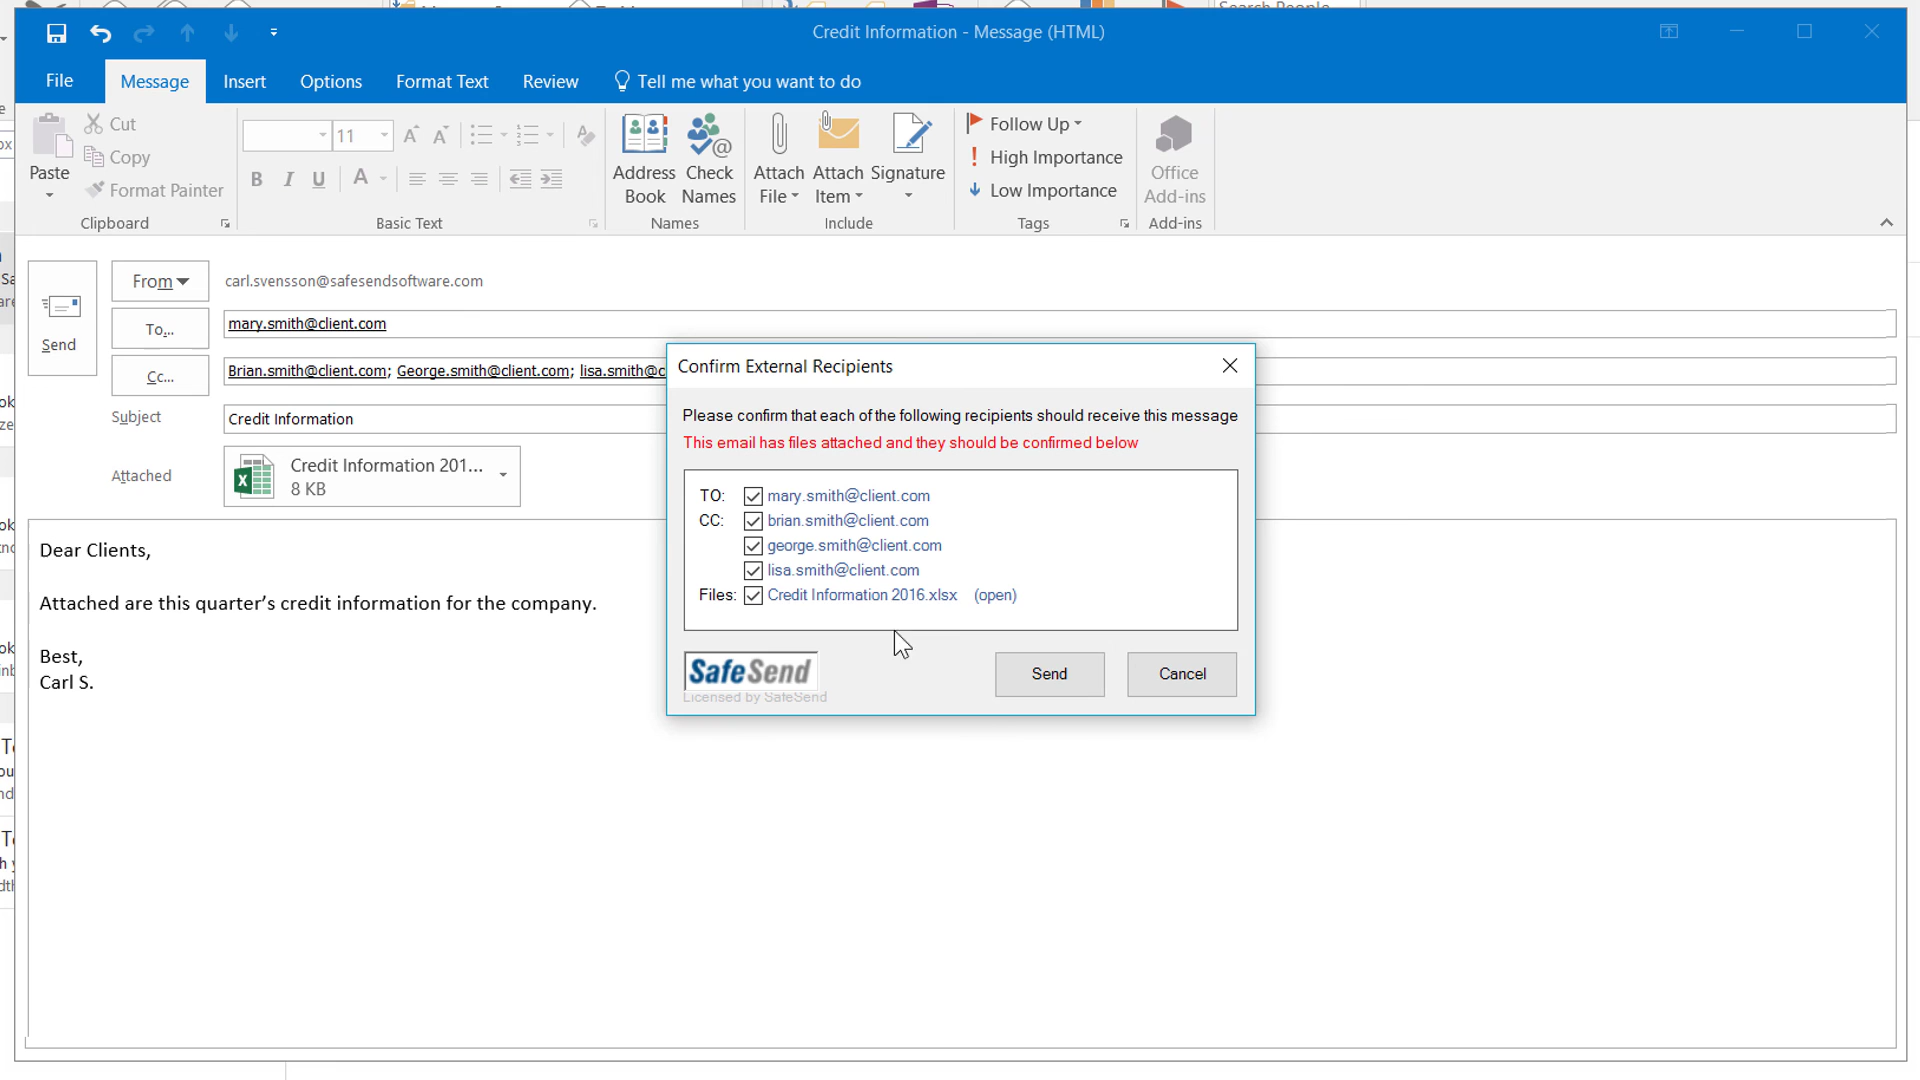 Search People
Credit Information - Message (HTML)
File Message Insert Options Format Text Review Tell me what you want to do
Paste
Cut
Copy
Format Painter
Clipboard
11
B I U A
Basic Text
Address Book
Check Names
Names
Attach File
Attach Item
Signature
Include
Follow Up
High Importance
Low Importance
Tags
Office Add-ins
Add-ins
Send
From carl.svensson@safesendsoftware.com
To... mary.smith@client.com
Cc... Brian.smith@client.com; George.smith@client.com; lisa.smith@c
Subject Credit Information
Attached Credit Information 201...
8 KB
Dear Clients,
Attached are this quarter's credit information for the company.
Best,
Carl S.
Confirm External Recipients
Please confirm that each of the following recipients should receive this message
This email has files attached and they should be confirmed below
TO: mary.smith@client.com
CC: brian.smith@client.com
george.smith@client.com
lisa.smith@client.com
Files: Credit Information 2016.xlsx (open)
SafeSend
Licensed by SafeSend
Send Cancel